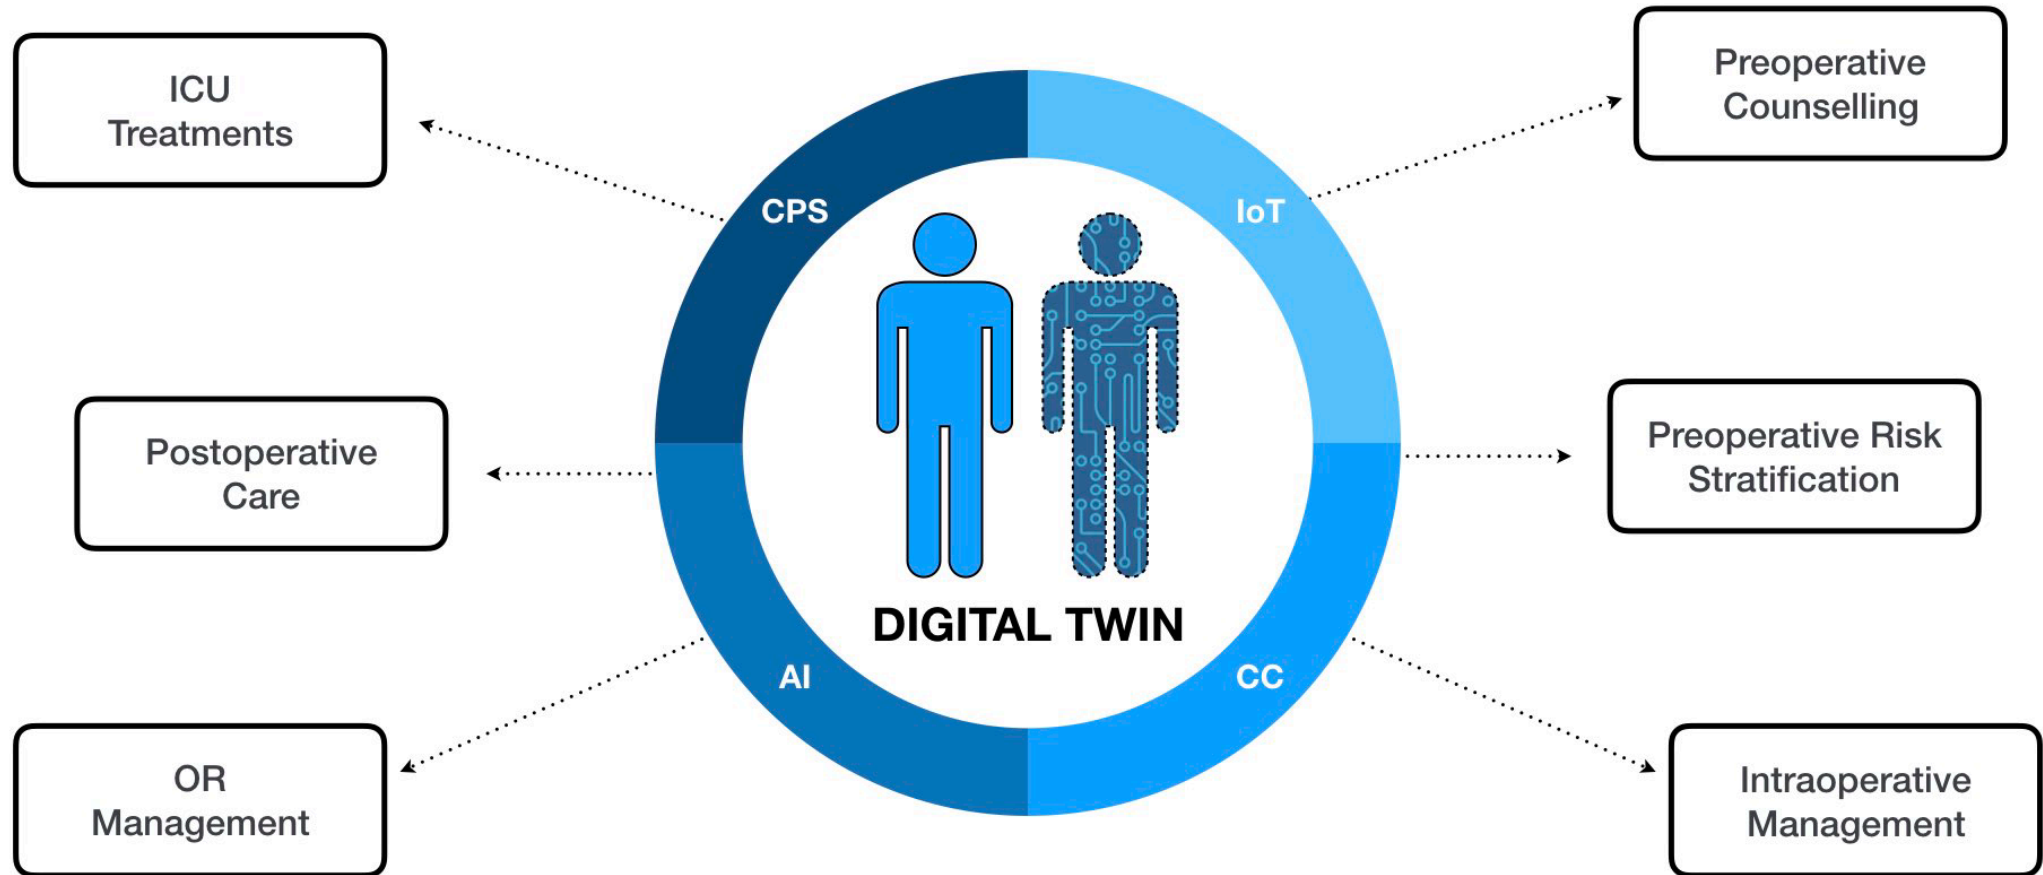 ICU
Treatments
Preoperative
Counselling
CPS
IoT
Postoperative
Care
Preoperative Risk
Stratification
DIGITAL TWIN
AI
CC
OR
Management
Intraoperative
Management